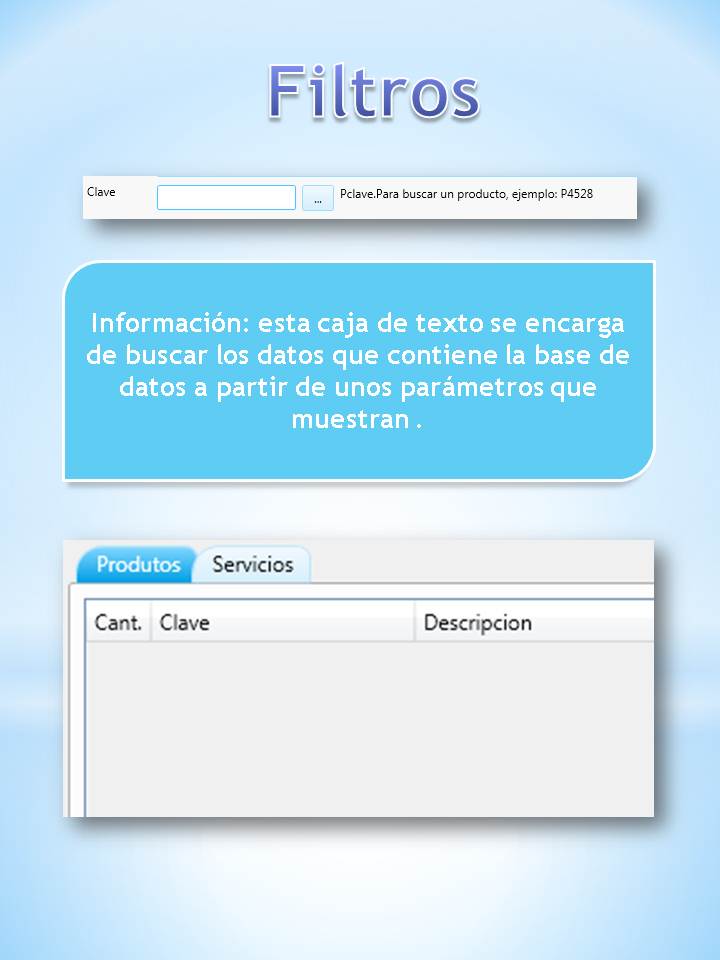 Filtros
Clave ... Pclave.Para buscar un producto, ejemplo: P4528
Información: esta caja de texto se encarga
de buscar los datos que contiene la base de
datos a partir de unos parámetros que
muestran .
Produtos Servicios
Cant. Clave Descripcion